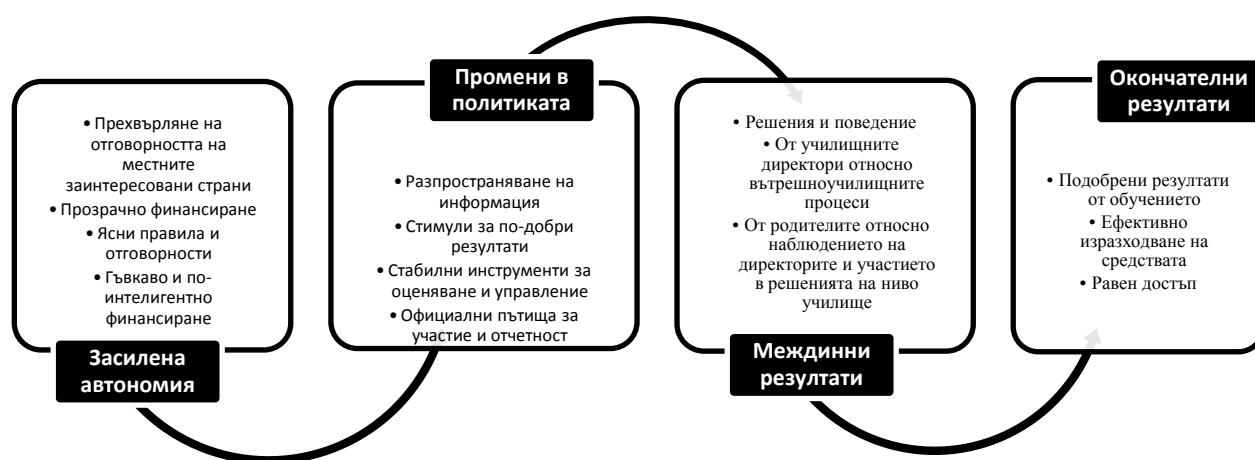 • Прехвърляне на
отговорността на
местните
заинтересовани страни
• Прозрачно финансиране
• Ясни правила и
отговорности
• Гъвкаво и по-
интелигентно
финансиране
Засилена
автономия
Промени в
политиката
• Разпространяване на
информация
• Стимули за по-добри
резултати
• Стабилни инструменти за
оценяване и управление
• Официални пътища за
участие и отчетност
• Решения и поведение
• От училищните
директори относно
вътрешноучилищните
процеси
• От родителите относно
наблюдението на
директорите и участието
в решенията на ниво
училище
Междинни
резултати
Окончателни
резултати
• Подобрени резултати
от обучението
• Ефективно
изразходване на
средствата
• Равен достъп